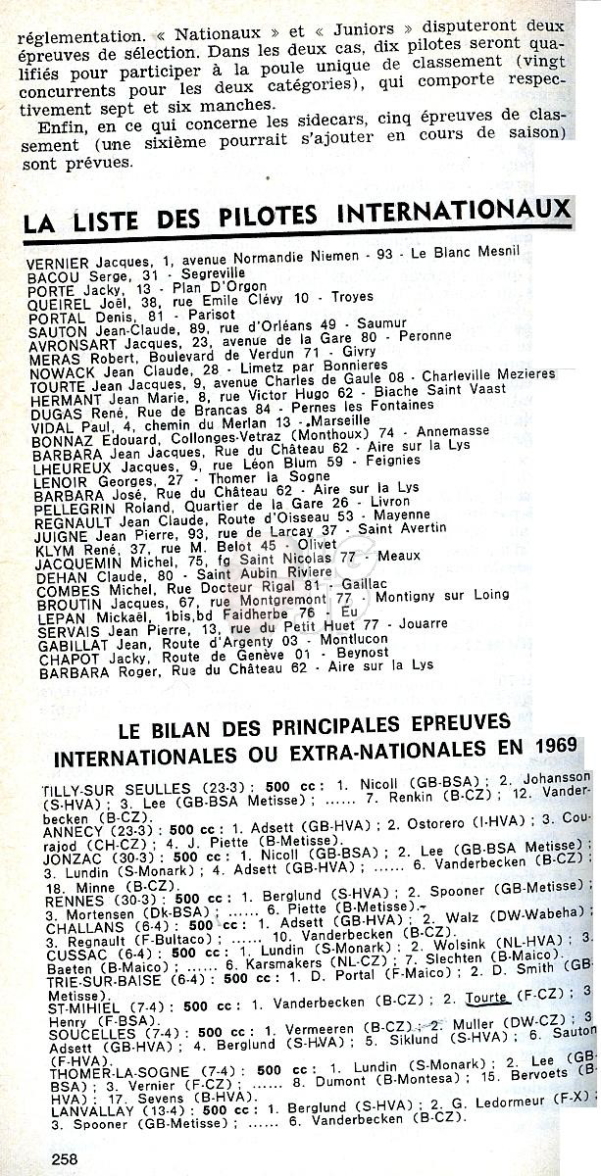 réglementation. « Nationaux » et « Juniors » disputeront deux
épreuves de sélection. Dans les deux cas, dix pilotes seront qua-
lifiés pour participer à la poule unique de classement (vingt
concurrents pour les deux catégories), qui comporte respec-
tivement sept et six manches.
Enfin, en ce qui concerne les sidecars, cinq épreuves de clas-
sement (une sixième pourrait s'ajouter en cours de saison)
sont prévues.
LA LISTE DES PILOTES INTERNATIONAUX
VERNIER Jacques, 1, avenue Normandie Niemen - 93 - Le Blanc Mesnil
BACOU Serge, 31 - Segreville
PORTE Jacky, 13 - Plan D'Orgon
QUEIREL Joël, 38, rue Emile Clévy 10 - Troyes
PORTAL Denis, 81 - Parisot
SAUTON Jean-Claude, 89, rue d'Orléans 49 - Saumur
AVRONSART Jacques, 23, avenue de la Gare 80 - Peronne
MERAS Robert, Boulevard de Verdun 71 - Givry
NOWACK Jean Claude, 28 - Limetz par Bonnieres
TOURTE Jean Jacques, 9, avenue Charles de Gaule 08 - Charleville Mezieres
HERMANT Jean Marie, 8, rue Victor Hugo 62 - Biache Saint Vaast
DUGAS René, Rue de Brancas 84 - Pernes les Fontaines
VIDAL Paul, 4, chemin du Merlan 13 - Marseille
BONNAZ Edouard, Collonges-Vetraz (Monthoux) 74 - Annemasse
BARBARA Jean Jacques, Rue du Château 62 - Aire sur la Lys
LHEUREUX Jacques, 9, rue Léon Blum 59 - Feignies
LENOIR Georges, 27 - Thomer la Sogne
BARBARA José, Rue du Château 62 - Aire sur la Lys
PELLEGRIN Roland, Quartier de la Gare 26 - Livron
REGNAULT Jean Claude, Route d'Oisseau 53 - Mayenne
JUIGNE Jean Pierre, 93, rue de Larcay 37 - Saint Avertin
KLYM René, 37, rue M. Belot 45 - Olivet
JACQUEMIN Michel, 75, fg Saint Nicolas 77 - Meaux
DEHAN Claude, 80 - Saint Aubin Riviere
COMBES Michel, Rue Docteur Rigal 81 - Gaillac
BROUTIN Jacques, 67, rue Montgremont 77 - Montigny sur Loing
LEPAN Mickaël, 1bis,bd Faidherbe 76 - Eu
SERVAIS Jean Pierre, 13, rue du Petit Huet 77 - Jouarre
GABILLAT Jean, Route d'Argenty 03 - Montlucon
CHAPOT Jacky, Route de Genève 01 - Beynost
BARBARA Roger, Rue du Château 62 - Aire sur la Lys
LE BILAN DES PRINCIPALES EPREUVES
INTERNATIONALES OU EXTRA-NATIONALES EN 1969
TILLY-SUR SEULLES (23-3) : 500 cc : 1. Nicoll (GB-BSA) ; 2. Johansson
(S-HVA) ; 3. Lee (GB-BSA Metisse) ; ...... 7. Renkin (B-CZ) ; 12. Vander-
becken (B-CZ).
ANNECY (23-3) : 500 cc : 1. Adsett (GB-HVA) ; 2. Ostorero (I-HVA) ; 3. Cou-
rajod (CH-CZ) ; 4. J. Piette (B-Metisse).
JONZAC (30-3) : 500 cc : 1. Nicoll (GB-BSA) ; 2. Lee (GB-BSA Metisse) ;
3. Lundin (S-Monark) ; 4. Adsett (GB-HVA) ; ...... 6. Vanderbecken (B-CZ) ;
18. Minne (B-CZ).
RENNES (30-3) : 500 cc : 1. Berglund (S-HVA) ; 2. Spooner (GB-Metisse) ;
3. Mortensen (Dk-BSA) ; ...... 6. Piette (B-Metisse).
CHALLANS (6-4) : 500 cc : 1. Adsett (GB-HVA) ; 2. Walz (DW-Wabeha) ;
3. Regnault (F-Bultaco) ; ...... 10. Vanderbecken (B-CZ).
CUSSAC (6-4) : 500 cc : 1. Lundin (S-Monark) ; 2. Wolsink (NL-HVA) ; 3.
Baeten (B-Maico) ; ...... 6. Karsmakers (NL-CZ) ; 7. Slechten (B-Maico).
TRIE-SUR-BAISE (6-4) : 500 cc : 1. D. Portal (F-Maico) ; 2. D. Smith (GB-
Metisse).
ST-MIHIEL (7-4) : 500 cc : 1. Vanderbecken (B-CZ) ; 2. Tourte (F-CZ) ; 3
Henry (F-BSA).
SOUCELLES (7-4) : 500 cc : 1. Vermeeren (B-CZ) ; 2. Muller (DW-CZ) ; 3
Adsett (GB-HVA) ; 4. Berglund (S-HVA) ; 5. Siklund (S-HVA) ; 6. Sauton
(F-HVA).
THOMER-LA-SOGNE (7-4) : 500 cc : 1. Lundin (S-Monark) ; 2. Lee (GB-
BSA) ; 3. Vernier (F-CZ) ; ...... 8. Dumont (B-Montesa) ; 15. Bervoets (B-
HVA) ; 17. Sevens (B-HVA).
LANVALLAY (13-4) : 500 cc : 1. Berglund (S-HVA) ; 2. G. Ledormeur (F-X) ;
3. Spooner (GB-Metisse) ; ...... 6. Vanderbecken (B-CZ).
258